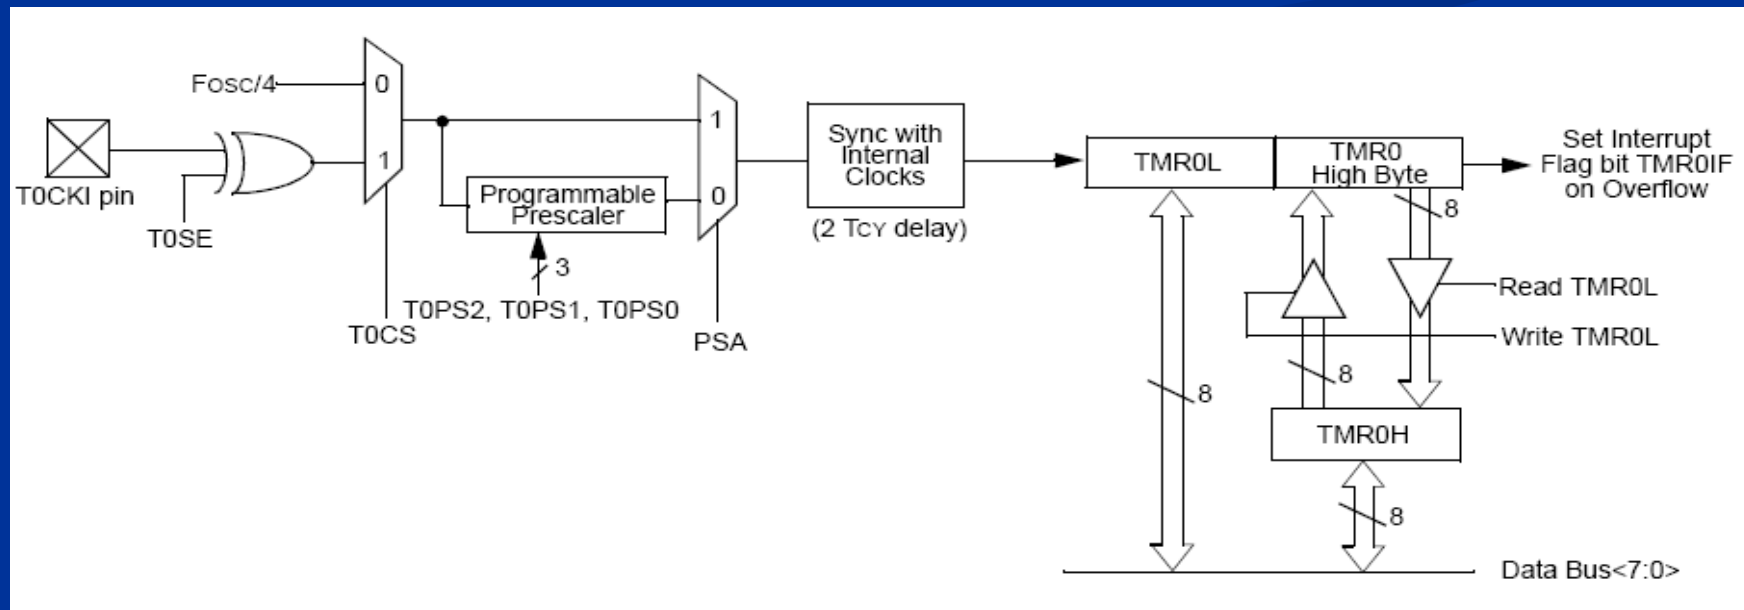 Fosc/4
0
1
T0CKI pin
T0SE
T0CS
Programmable
Prescaler
3
T0PS2, T0PS1, T0PS0
1
0
PSA
Sync with
Internal
Clocks
(2 TCY delay)
TMR0L
TMR0
High Byte
Set Interrupt
Flag bit TMR0IF
on Overflow
8
Read TMR0L
Write TMR0L
8
8
TMR0H
8
Data Bus<7:0>